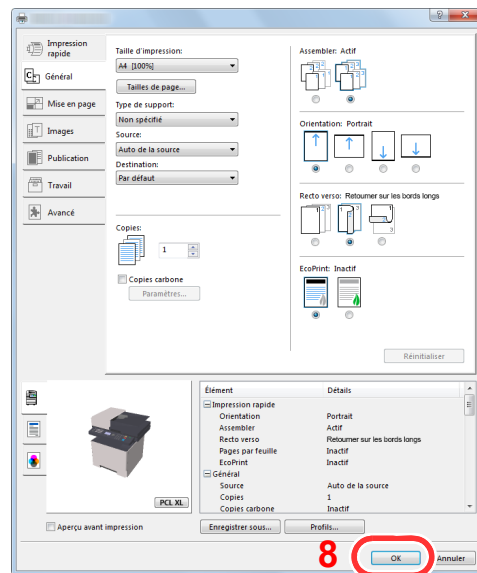 Impression
rapide
Général
Mise en page
Images
Publication
Travail
Avancé
Taille d'impression:
A4 [100%]
Tailles de page...
Type de support:
Non spécifié
Source:
Auto de la source
Destination:
Par défaut
Copies:
1
Copies carbone
Paramètres...
Assembler: Actif
Orientation: Portrait
Recto verso: Retourner sur les bords longs
EcoPrint: Inactif
Réinitialiser
PCL XL
Aperçu avant impression
Élément Détails
Impression rapide
Orientation Portrait
Assembler Actif
Recto verso Retourner sur les bords longs
Pages par feuille Inactif
EcoPrint Inactif
Général
Source Auto de la source
Copies 1
Copies carbone Inactif
Enregistrer sous... Profils...
8 OK Annuler